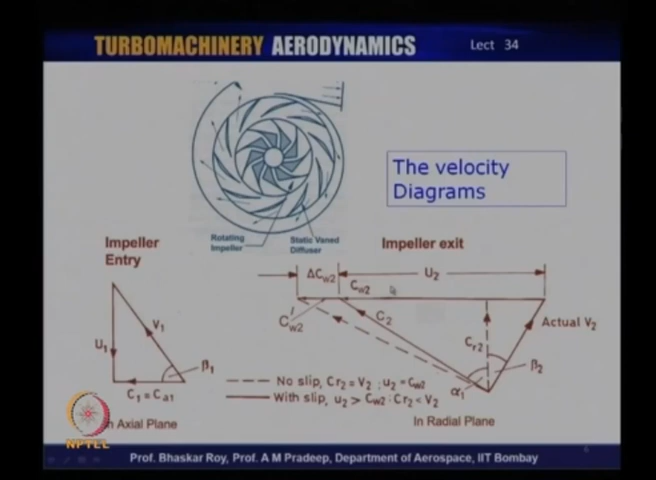 TURBOMACHINERY AERODYNAMICS
Lect 34
The velocity
Diagrams
Rotating
Impeller
Static Vaned
Diffuser
Impeller
Entry
Impeller exit
ΔCw2
U2
Cw2
C'w2
C2
Actual V2
Cr2
β2
α1
V1
U1
β1
C1 = Ca1
No slip, Cr2 = V2 ; u2 = Cw2
With slip, u2 > Cw2 : Cr2 < V2
n Axial Plane
In Radial Plane
NPTEL
Prof. Bhaskar Roy, Prof. A M Pradeep, Department of Aerospace, IIT Bombay